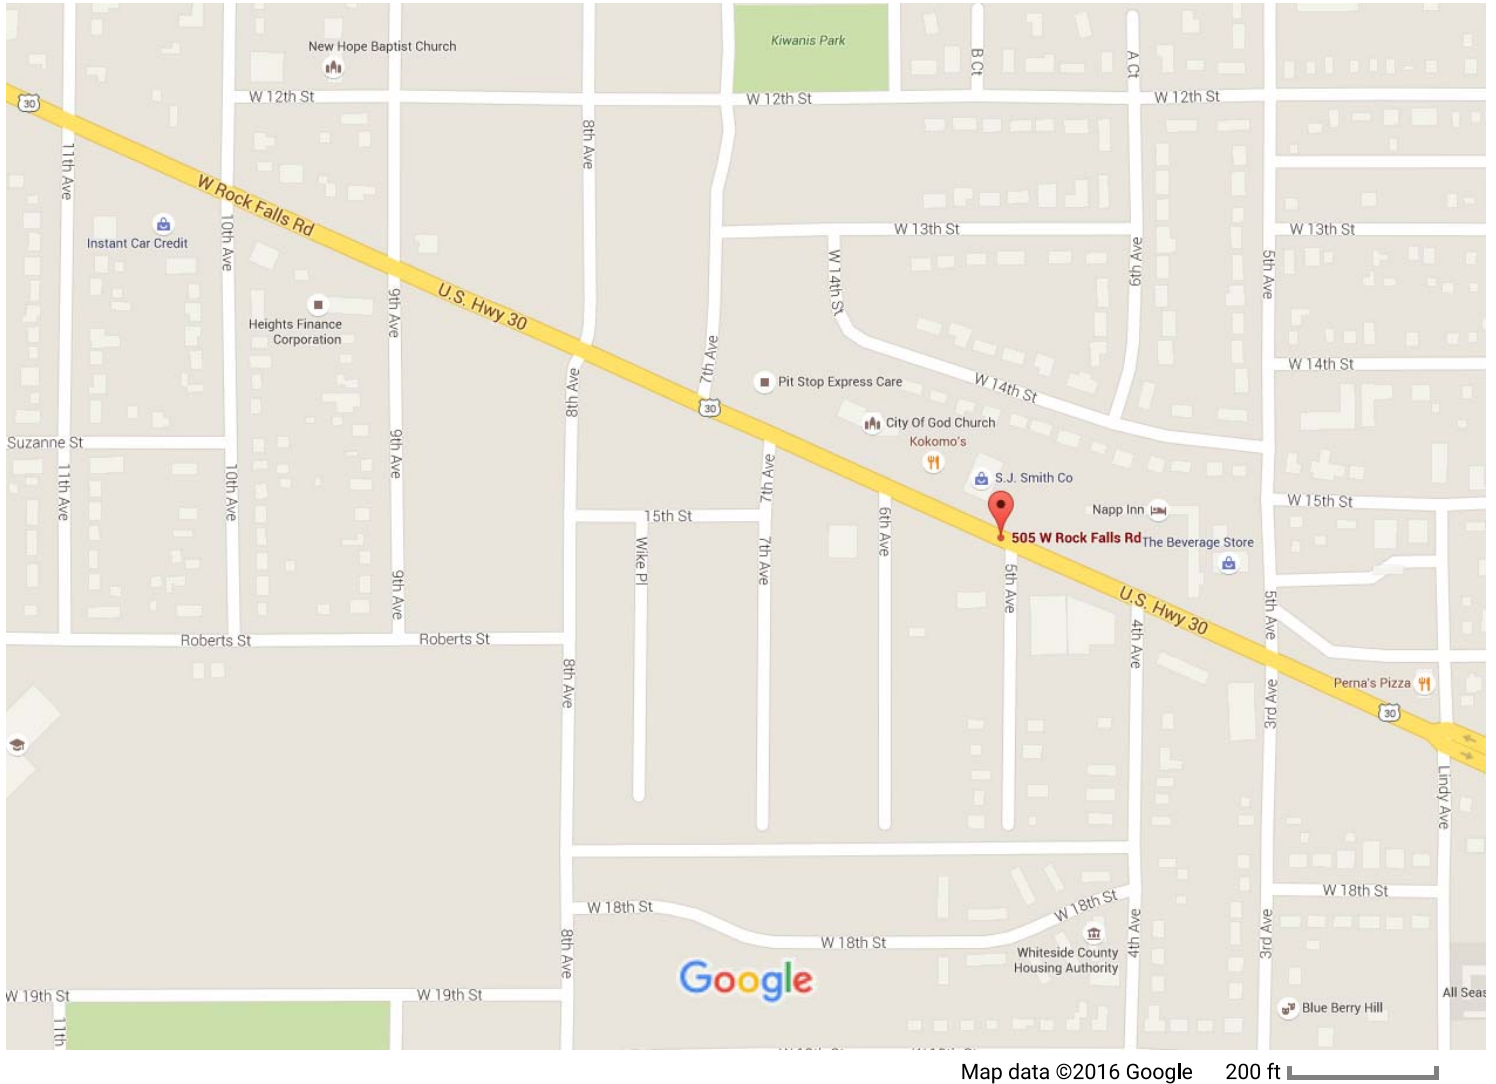 Kiwanis Park
New Hope Baptist Church
B Ct
A Ct
W 12th St
W 12th St
W 12th St
30
11th Ave
8th Ave
W Rock Falls Rd
Instant Car Credit
10th Ave
W 13th St
W 13th St
6th Ave
5th Ave
W 14th St
9th Ave
U.S. Hwy 30
Heights Finance
Corporation
7th Ave
W 14th St
8th Ave
Pit Stop Express Care
W 14th St
30
City Of God Church
Kokomo's
Suzanne St
11th Ave
10th Ave
9th Ave
7th Ave
S.J. Smith Co
W 15th St
Napp Inn
15th St
6th Ave
505 W Rock Falls Rd
The Beverage Store
Wike Pl
7th Ave
9th Ave
5th Ave
U.S. Hwy 30
5th Ave
4th Ave
Roberts St
Roberts St
8th Ave
3rd Ave
Perna's Pizza
30
Lindy Ave
W 18th St
W 18th St
W 18th St
W 18th St
8th Ave
4th Ave
3rd Ave
Whiteside County
Housing Authority
Google
W 19th St
W 19th St
All Seas
Blue Berry Hill
11th
Map data ©2016 Google
200 ft